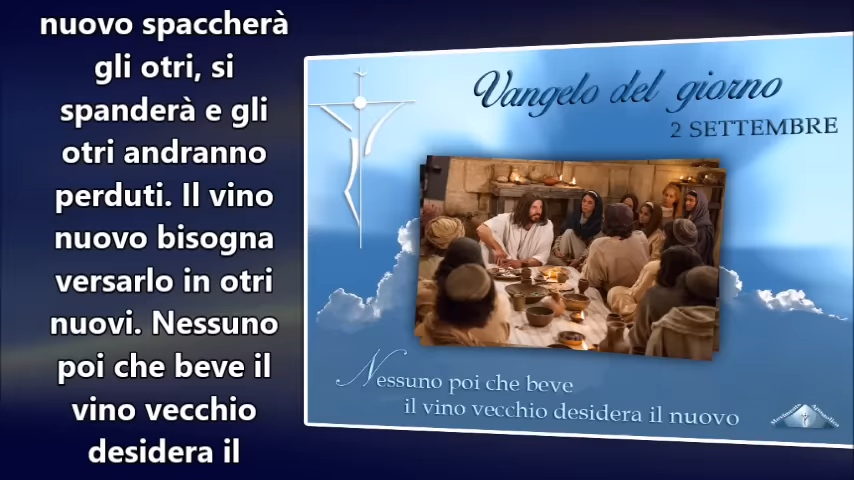 nuovo spaccherà
gli otri, si
spanderà e gli
otri andranno
perduti. Il vino
nuovo bisogna
versarlo in otri
nuovi. Nessuno
poi che beve il
vino vecchio
desidera il
Vangelo del giorno
2 SETTEMBRE
Nessuno poi che beve
il vino vecchio desidera il nuovo